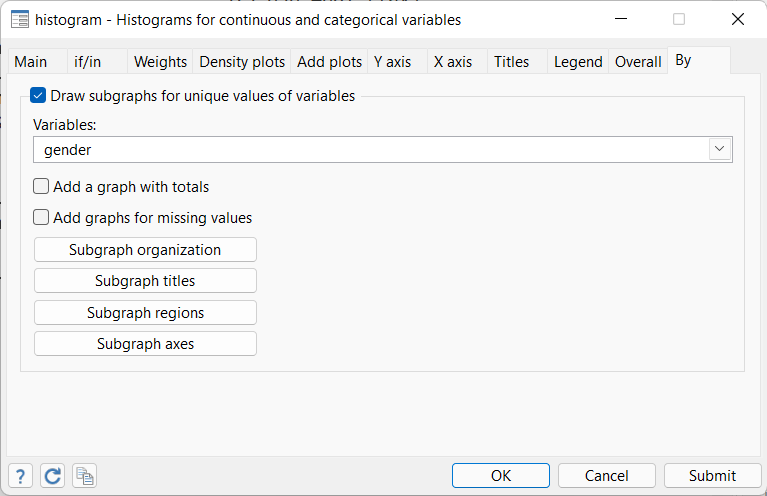 histogram - Histograms for continuous and categorical variables
Main if/in Weights Density plots Add plots Y axis X axis Titles Legend Overall By
Draw subgraphs for unique values of variables
Variables:
gender
Add a graph with totals
Add graphs for missing values
Subgraph organization
Subgraph titles
Subgraph regions
Subgraph axes
? OK Cancel Submit